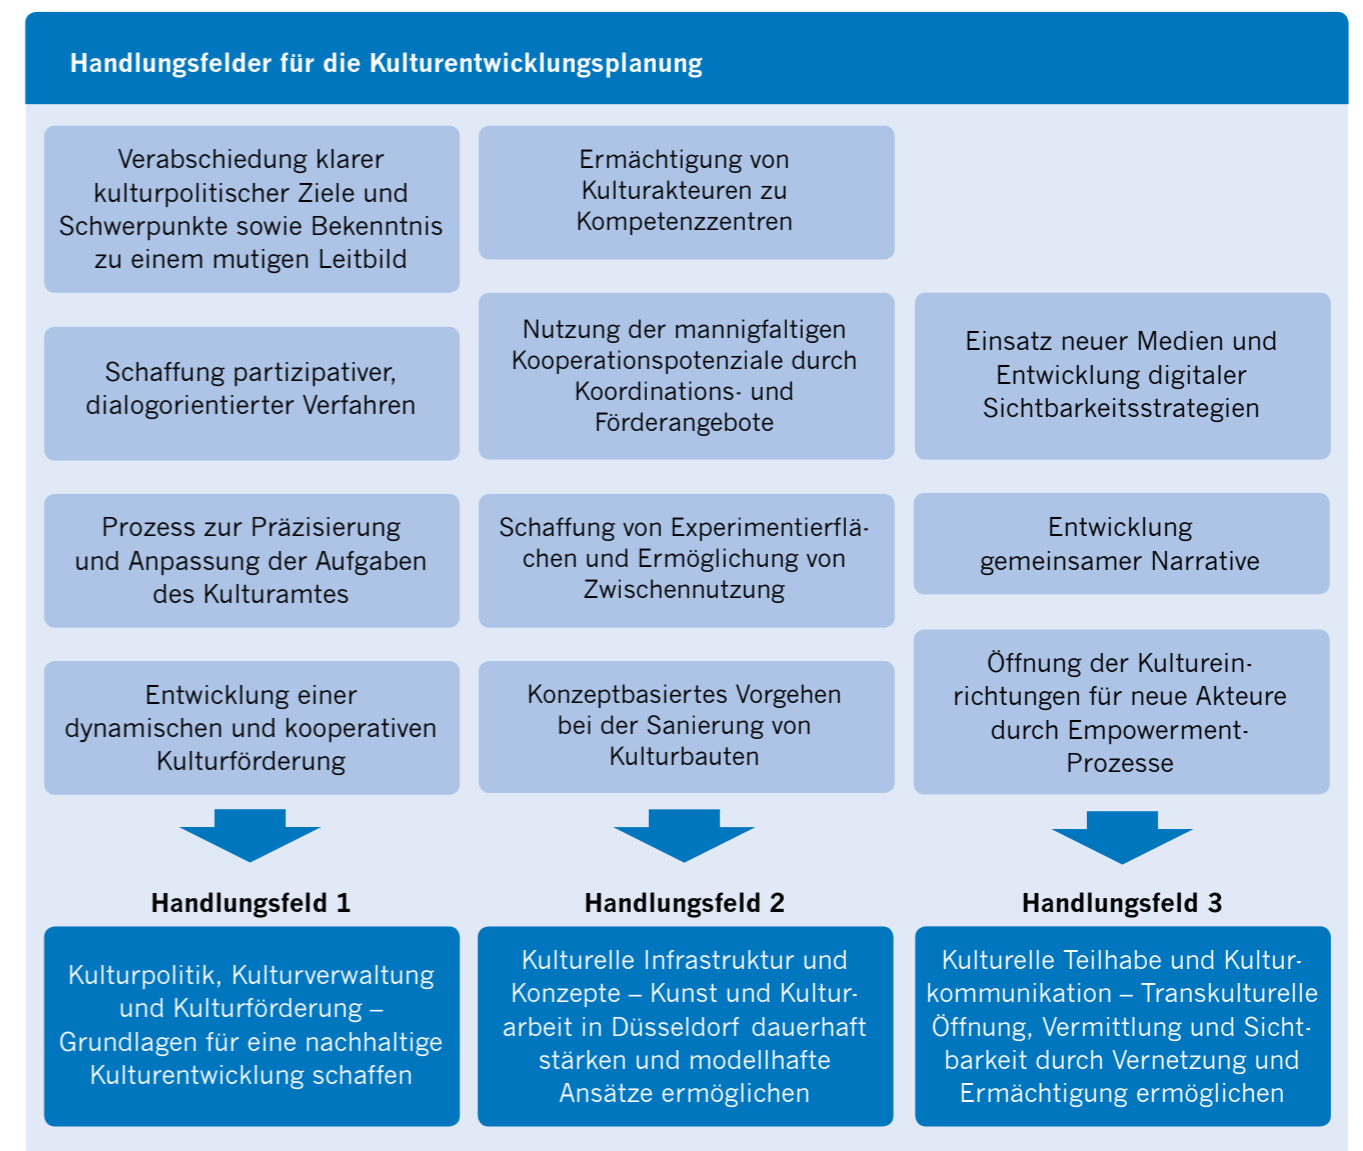 Handlungsfelder für die Kulturentwicklungsplanung
Verabschiedung klarer
kulturpolitischer Ziele und
Schwerpunkte sowie Bekenntnis
zu einem mutigen Leitbild
Schaffung partizipativer,
dialogorientierter Verfahren
Prozess zur Präzisierung
und Anpassung der Aufgaben
des Kulturamtes
Entwicklung einer
dynamischen und kooperativen
Kulturförderung
Handlungsfeld 1
Kulturpolitik, Kulturverwaltung
und Kulturförderung –
Grundlagen für eine nachhaltige
Kulturentwicklung schaffen
Ermächtigung von
Kulturakteuren zu
Kompetenzzentren
Nutzung der mannigfaltigen
Kooperationspotenziale durch
Koordinations- und
Förderangebote
Schaffung von Experimentierflä-
chen und Ermöglichung von
Zwischennutzung
Konzeptbasiertes Vorgehen
bei der Sanierung von
Kulturbauten
Handlungsfeld 2
Kulturelle Infrastruktur und
Konzepte – Kunst und Kultur-
arbeit in Düsseldorf dauerhaft
stärken und modellhafte
Ansätze ermöglichen
Einsatz neuer Medien und
Entwicklung digitaler
Sichtbarkeitsstrategien
Entwicklung
gemeinsamer Narrative
Öffnung der Kulturein-
richtungen für neue Akteure
durch Empowerment-
Prozesse
Handlungsfeld 3
Kulturelle Teilhabe und Kultur-
kommunikation – Transkulturelle
Öffnung, Vermittlung und Sicht-
barkeit durch Vernetzung und
Ermächtigung ermöglichen